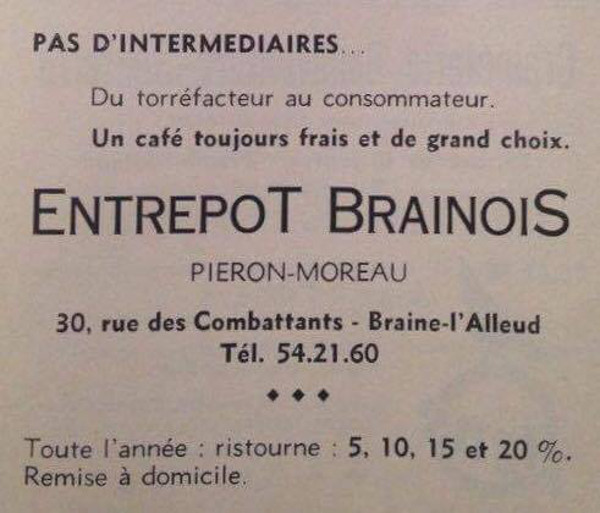 PAS D'INTERMEDIAIRES...
Du torréfacteur au consommateur.
Un café toujours frais et de grand choix.
ENTREPOT BRAINOIS
PIERON-MOREAU
30, rue des Combattants - Braine-l'Alleud
Tél. 54.21.60
Toute l'année : ristourne : 5, 10, 15 et 20 %.
Remise à domicile.